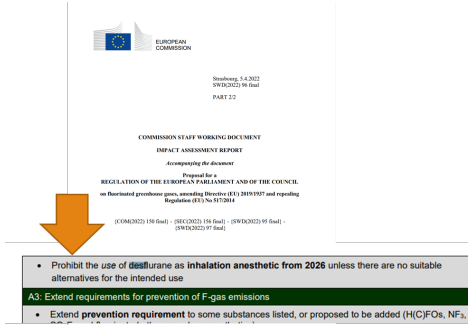 EUROPEAN
COMMISSION
Strasbourg, 5.4.2022
SWD(2022) 96 final
PART 2/2
COMMISSION STAFF WORKING DOCUMENT
IMPACT ASSESSMENT REPORT
Accompanying the document
Proposal for a
REGULATION OF THE EUROPEAN PARLIAMENT AND OF THE COUNCIL
on fluorinated greenhouse gases, amending Directive (EU) 2019/1937 and repealing
Regulation (EU) No 517/2014
{COM(2022) 150 final} - {SEC(2022) 156 final} - {SWD(2022) 95 final} -
{SWD(2022) 97 final}
• Prohibit the use of desflurane as inhalation anesthetic from 2026 unless there are no suitable
alternatives for the intended use
A3: Extend requirements for prevention of F-gas emissions
• Extend prevention requirement to some substances listed, or proposed to be added (H(C)FOs, NF₃,